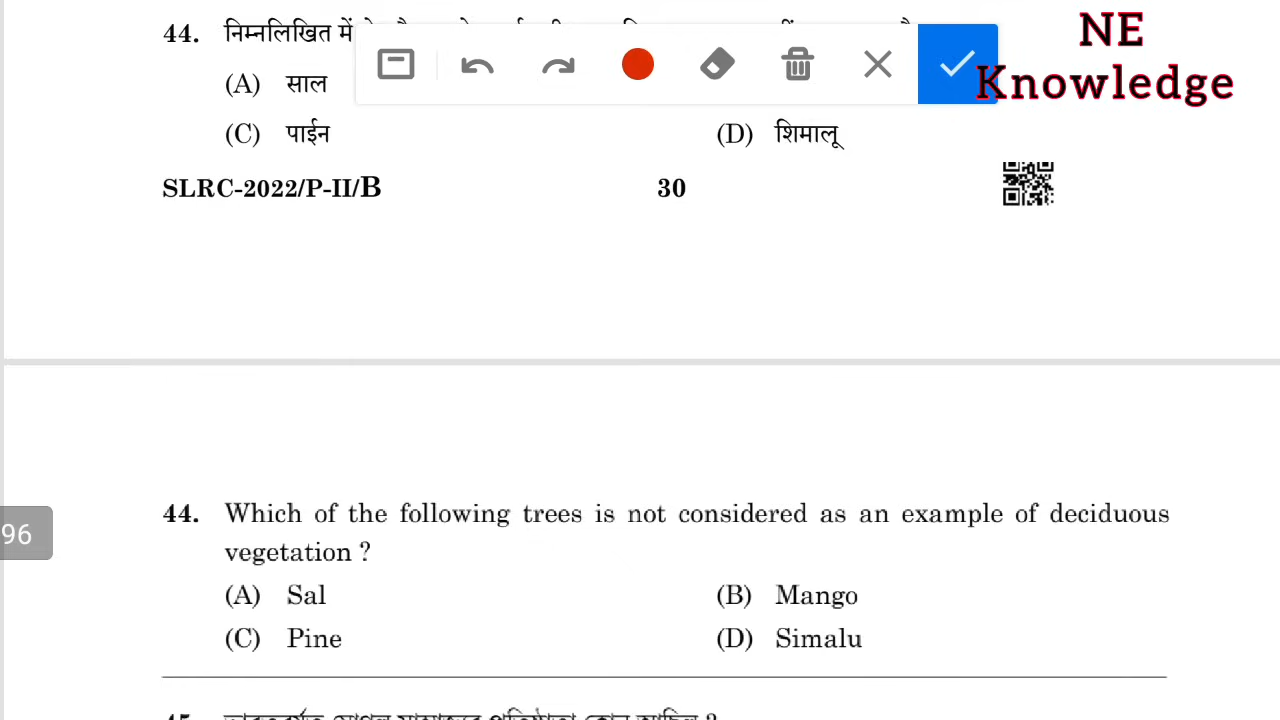 NE
Knowledge
44. निम्नलिखित में
(A) साल
(C) पाईन (D) शिमालू
SLRC-2022/P-II/B 30
96
44. Which of the following trees is not considered as an example of deciduous
vegetation ?
(A) Sal (B) Mango
(C) Pine (D) Simalu
45.